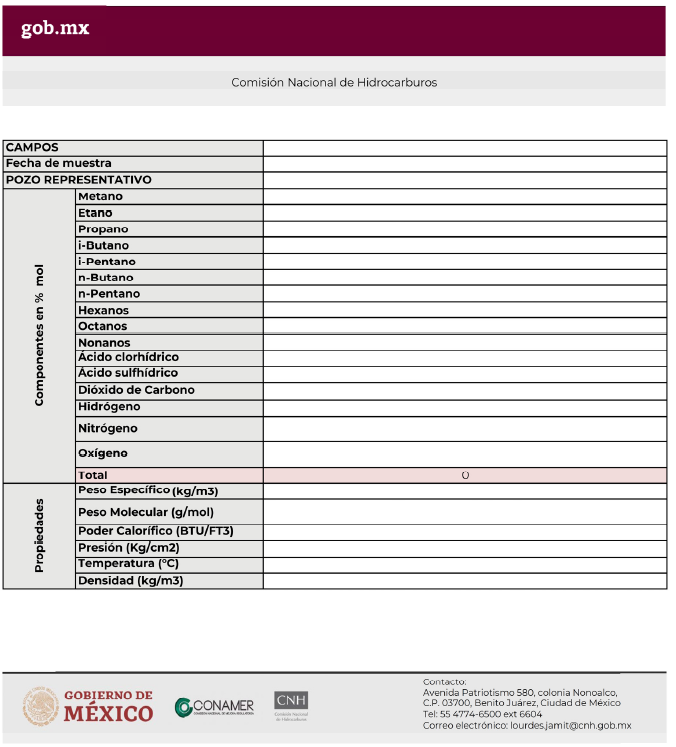 gob.mx
Comisión Nacional de Hidrocarburos
CAMPOS
Fecha de muestra
POZO REPRESENTATIVO
Componentes en % mol
Metano
Etano
Propano
i-Butano
i-Pentano
n-Butano
n-Pentano
Hexanos
Octanos
Nonanos
Ácido clorhídrico
Ácido sulfhídrico
Dióxido de Carbono
Hidrógeno
Nitrógeno
Oxígeno
Total 0
Propiedades
Peso Específico (kg/m3)
Peso Molecular (g/mol)
Poder Calorífico (BTU/FT3)
Presión (Kg/cm2)
Temperatura (°C)
Densidad (kg/m3)
GOBIERNO DE
MÉXICO
CONAMER
CNH
Comisión Nacional
de Hidrocarburos
Contacto:
Avenida Patriotismo 580, colonia Nonoalco,
C.P. 03700, Benito Juárez, Ciudad de México
Tel: 55 4774-6500 ext 6604
Correo electrónico: lourdes.jamit@cnh.gob.mx